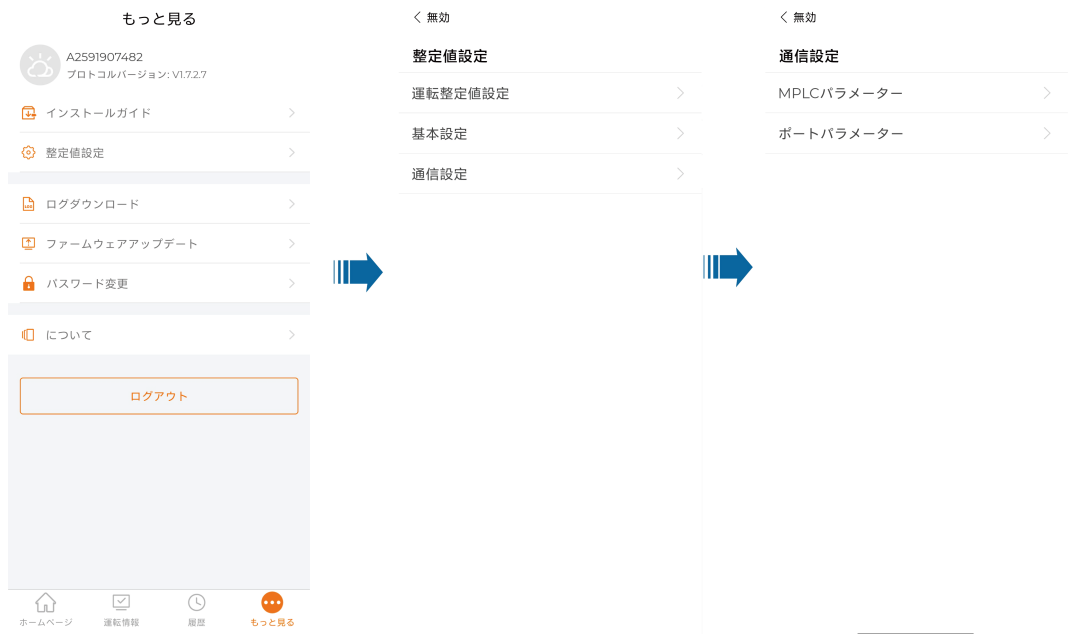 もっと見る
A2591907482
プロトコルバージョン: V1.7.2.7
インストールガイド
整定値設定
ログダウンロード
ファームウェアアップデート
パスワード変更
について
ログアウト
ホームページ
運転情報
履歴
もっと見る
無効
整定値設定
運転整定値設定
基本設定
通信設定
無効
通信設定
MPLCパラメーター
ポートパラメーター